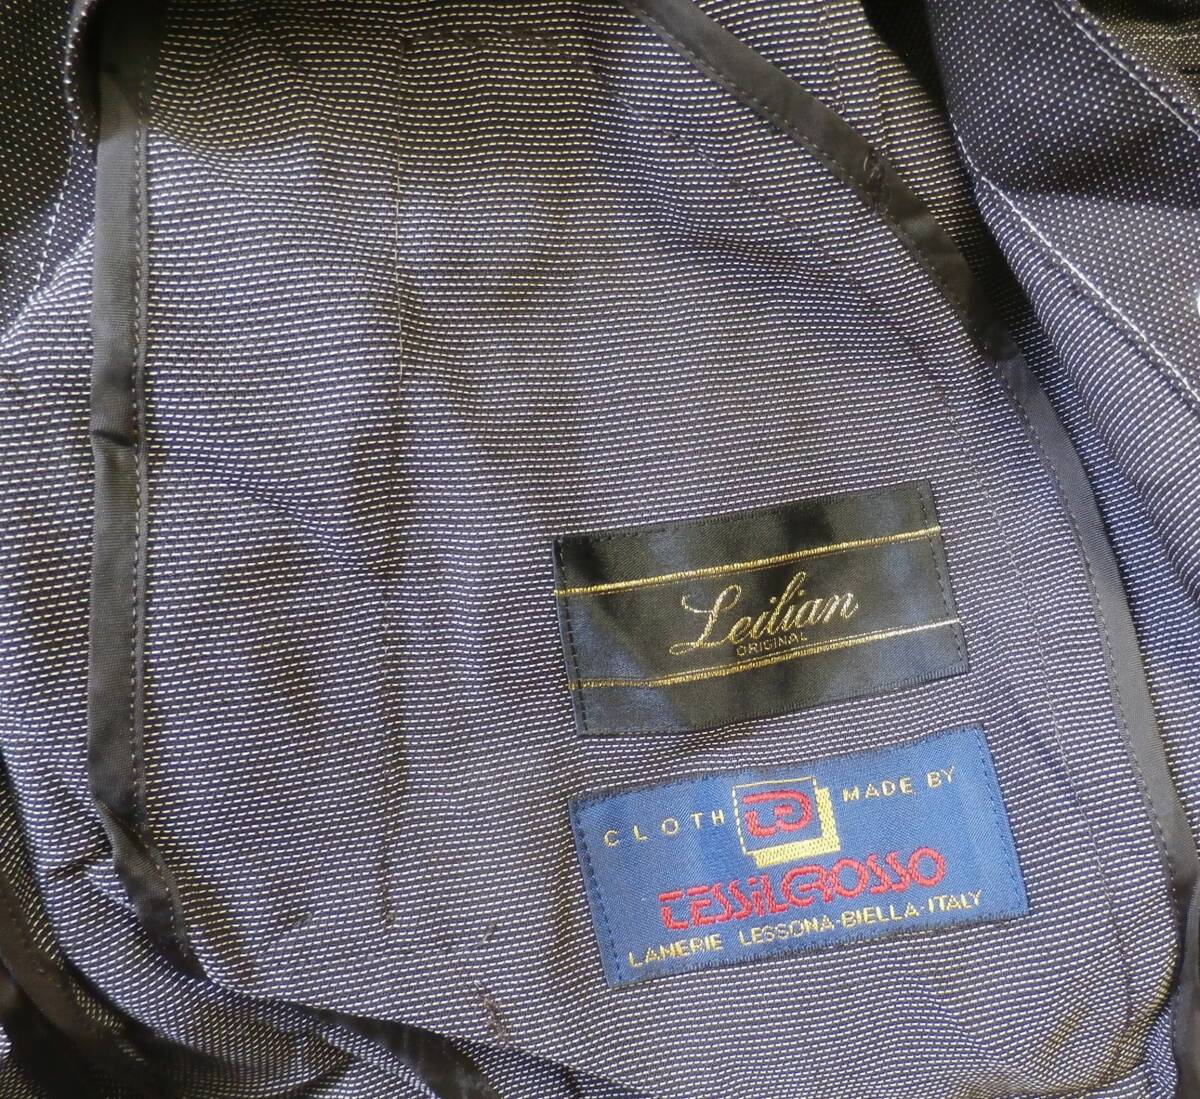 Leilian
ORIGINAL
CLOTH MADE BY
TESSILGROSSO
LANERIE LESSONA-BIELLA-ITALY